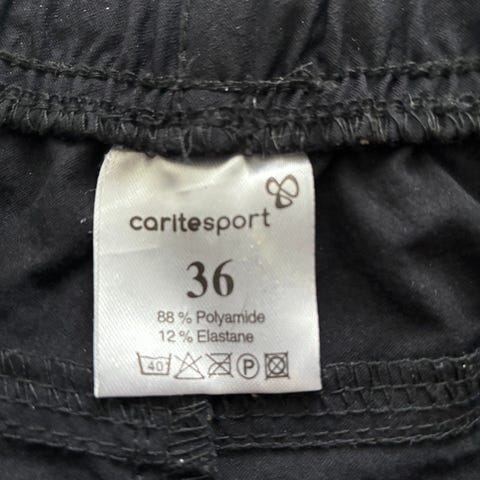 caritesport
36
88 % Polyamide
12 % Elastane
40 P